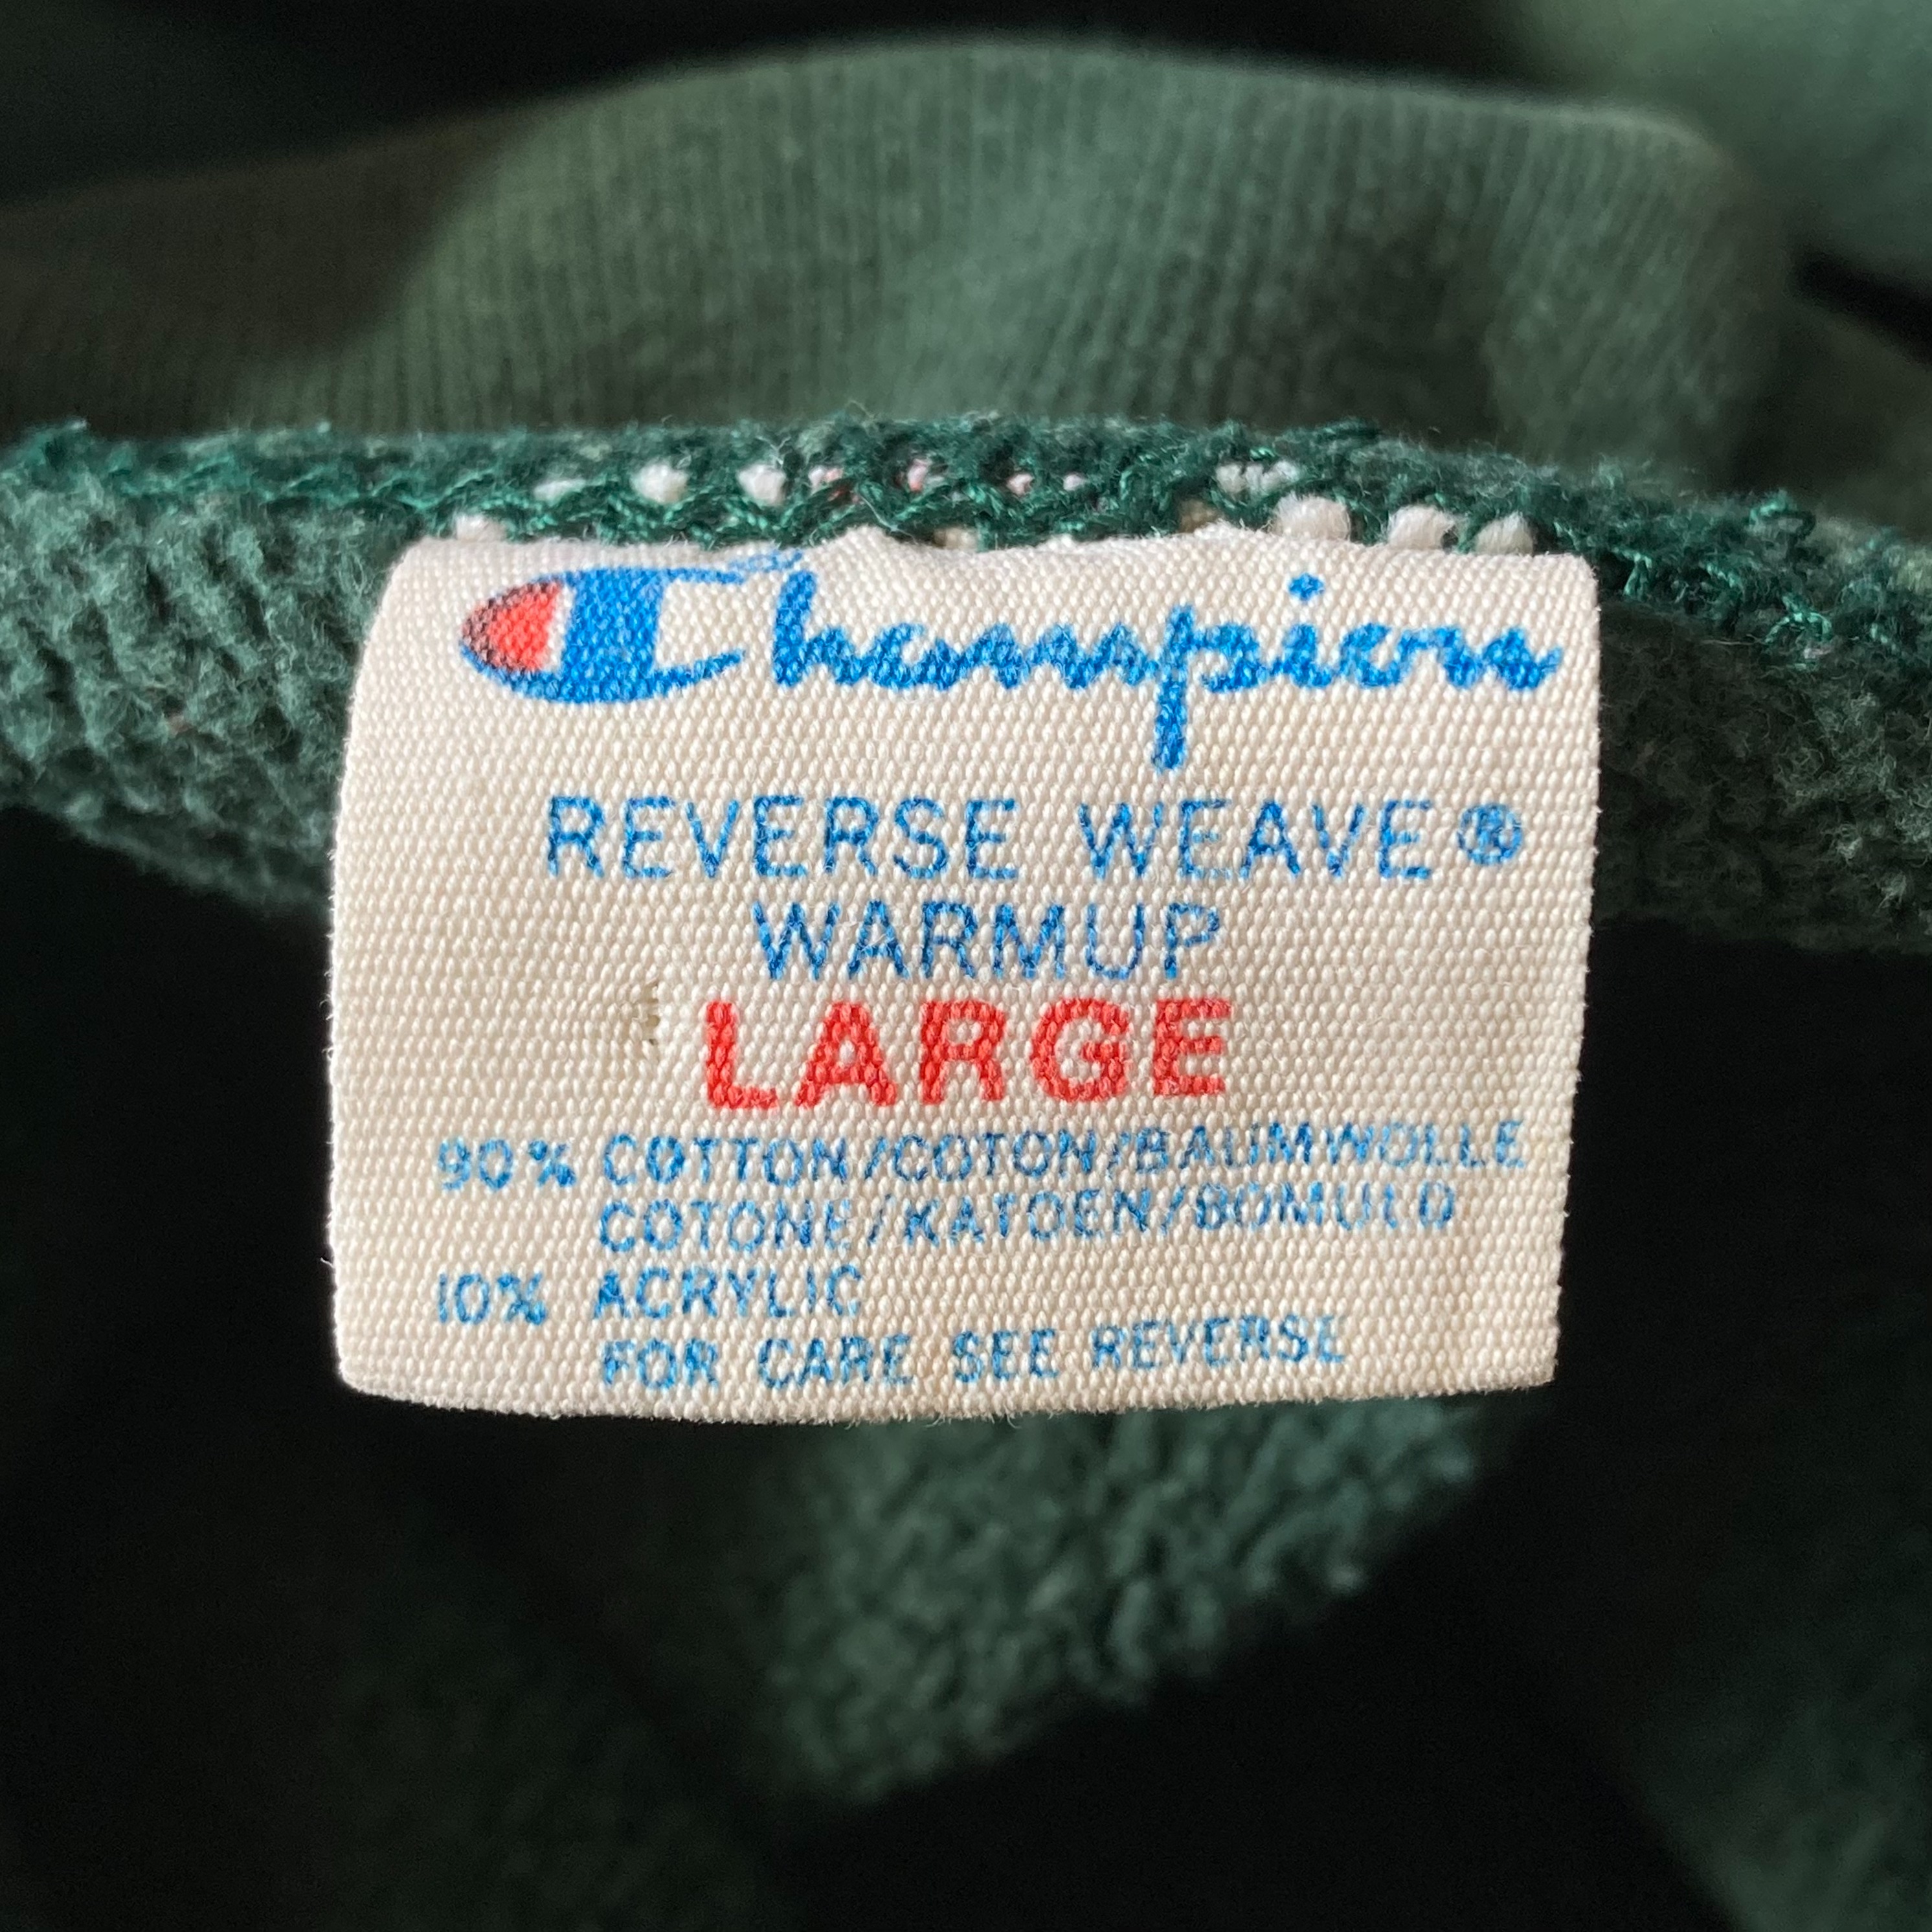 Champion
REVERSE WEAVE®
WARMUP
LARGE
90% COTTON/COTON/BAUMWOLLE
COTONE/KATOEN/BOMULD
10% ACRYLIC
FOR CARE SEE REVERSE